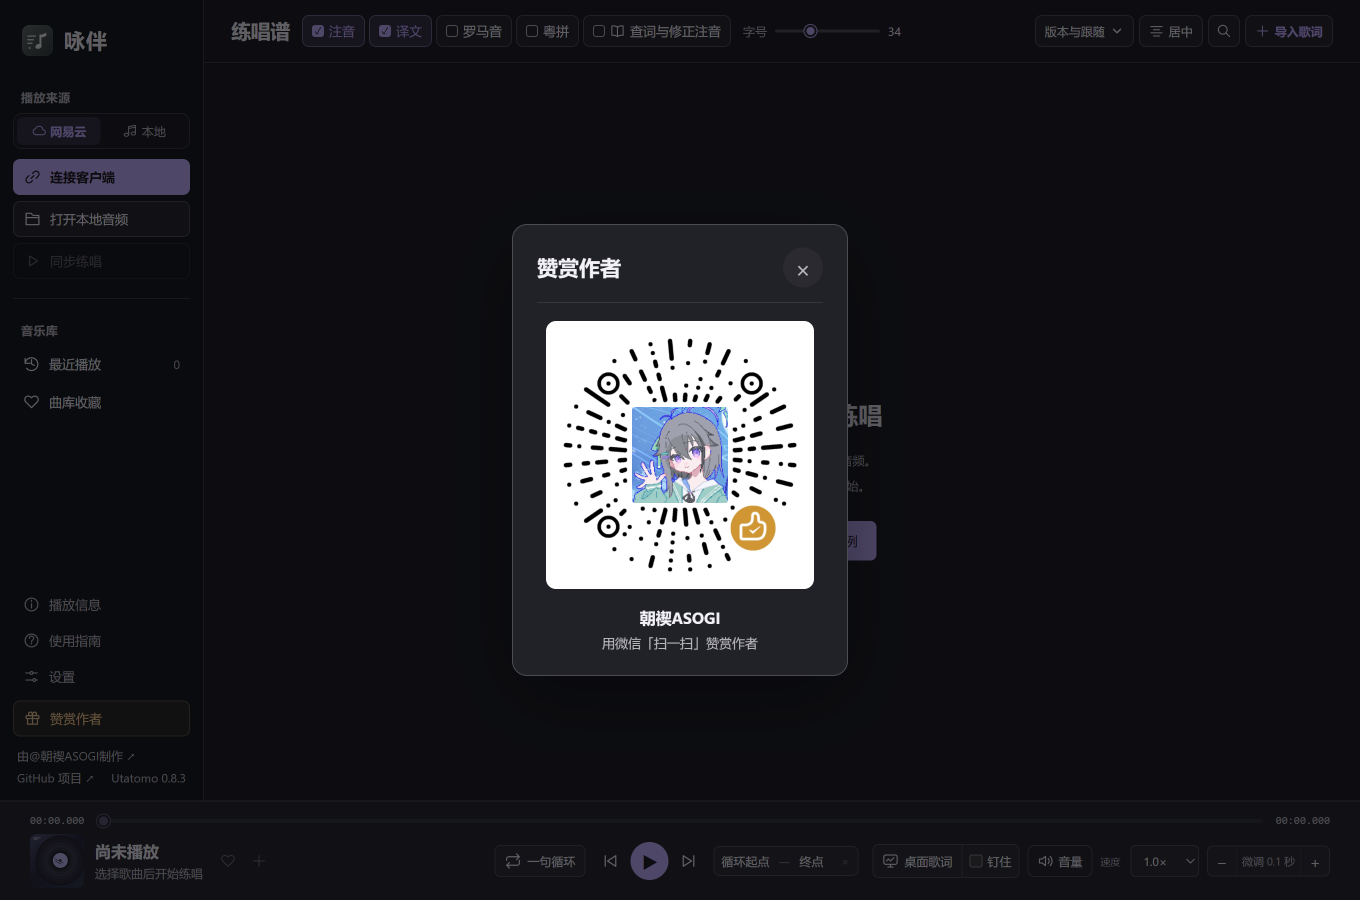 咏伴
播放来源
网易云 本地
连接客户端
打开本地音频
同步练唱
音乐库
最近播放 0
曲库收藏
播放信息
使用指南
设置
赞赏作者
由@朝禊ASOGI制作 ↗
GitHub 项目 ↗ Utatomo 0.8.3
练唱谱 注音 译文 罗马音 粤拼 查词与修正注音 字号 34 版本与跟随 居中 导入歌词
练唱
音频。
始。
例
赞赏作者
朝禊ASOGI
用微信「扫一扫」赞赏作者
00:00.000 00:00.000
尚未播放
选择歌曲后开始练唱
一句循环 循环起点 — 终点 × 桌面歌词 钉住 音量 速度 1.0× − 微调 0.1 秒 +